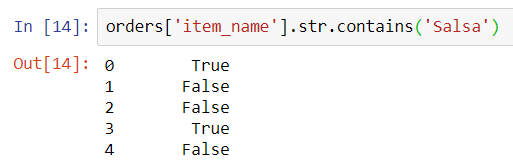 In [14]: orders['item_name'].str.contains('Salsa')
Out[14]: 0 True
1 False
2 False
3 True
4 False